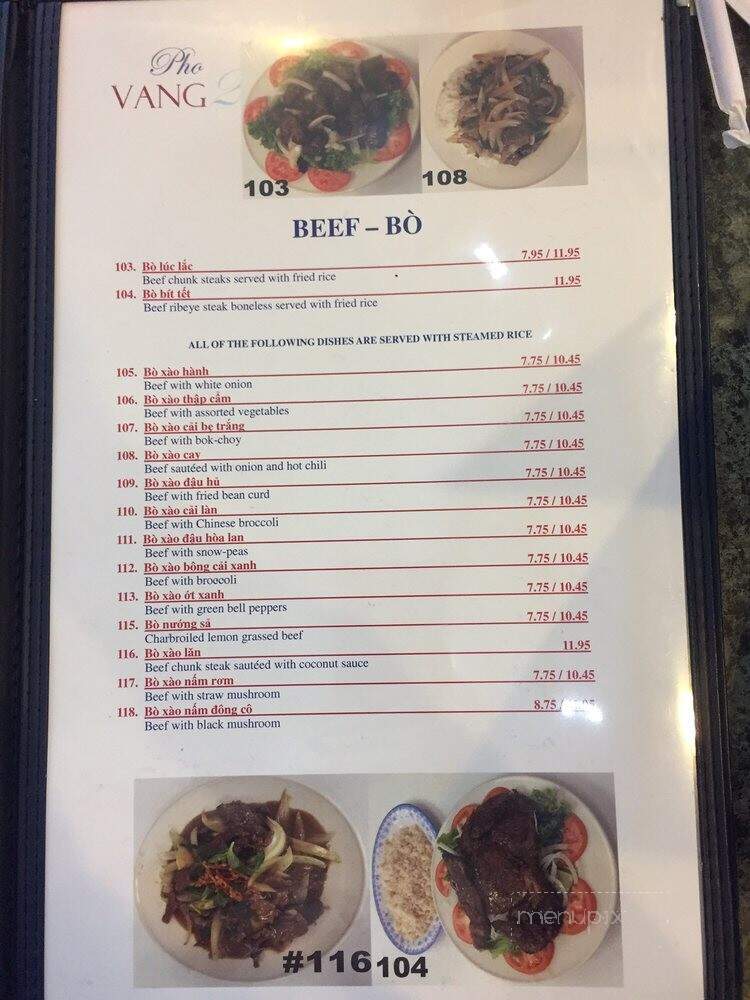 Pho
VANG 2
103
108
BEEF – BÒ
103. Bò lúc lắc 7.95 / 11.95
Beef chunk steaks served with fried rice
104. Bò bít tết 11.95
Beef ribeye steak boneless served with fried rice
ALL OF THE FOLLOWING DISHES ARE SERVED WITH STEAMED RICE
105. Bò xào hành 7.75 / 10.45
Beef with white onion
106. Bò xào thập cẩm 7.75 / 10.45
Beef with assorted vegetables
107. Bò xào cải bẹ trắng 7.75 / 10.45
Beef with bok-choy
108. Bò xào cay 7.75 / 10.45
Beef sautéed with onion and hot chili
109. Bò xào đậu hủ 7.75 / 10.45
Beef with fried bean curd
110. Bò xào cải làn 7.75 / 10.45
Beef with Chinese broccoli
111. Bò xào đậu hòa lan 7.75 / 10.45
Beef with snow-peas
112. Bò xào bông cải xanh 7.75 / 10.45
Beef with broccoli
113. Bò xào ớt xanh 7.75 / 10.45
Beef with green bell peppers
115. Bò nướng sả 7.75 / 10.45
Charbroiled lemon grassed beef
116. Bò xào lăn 11.95
Beef chunk steak sautéed with coconut sauce
117. Bò xào nấm rơm 7.75 / 10.45
Beef with straw mushroom
118. Bò xào nấm đông cô 8.75 /
Beef with black mushroom
#116
104
menupix